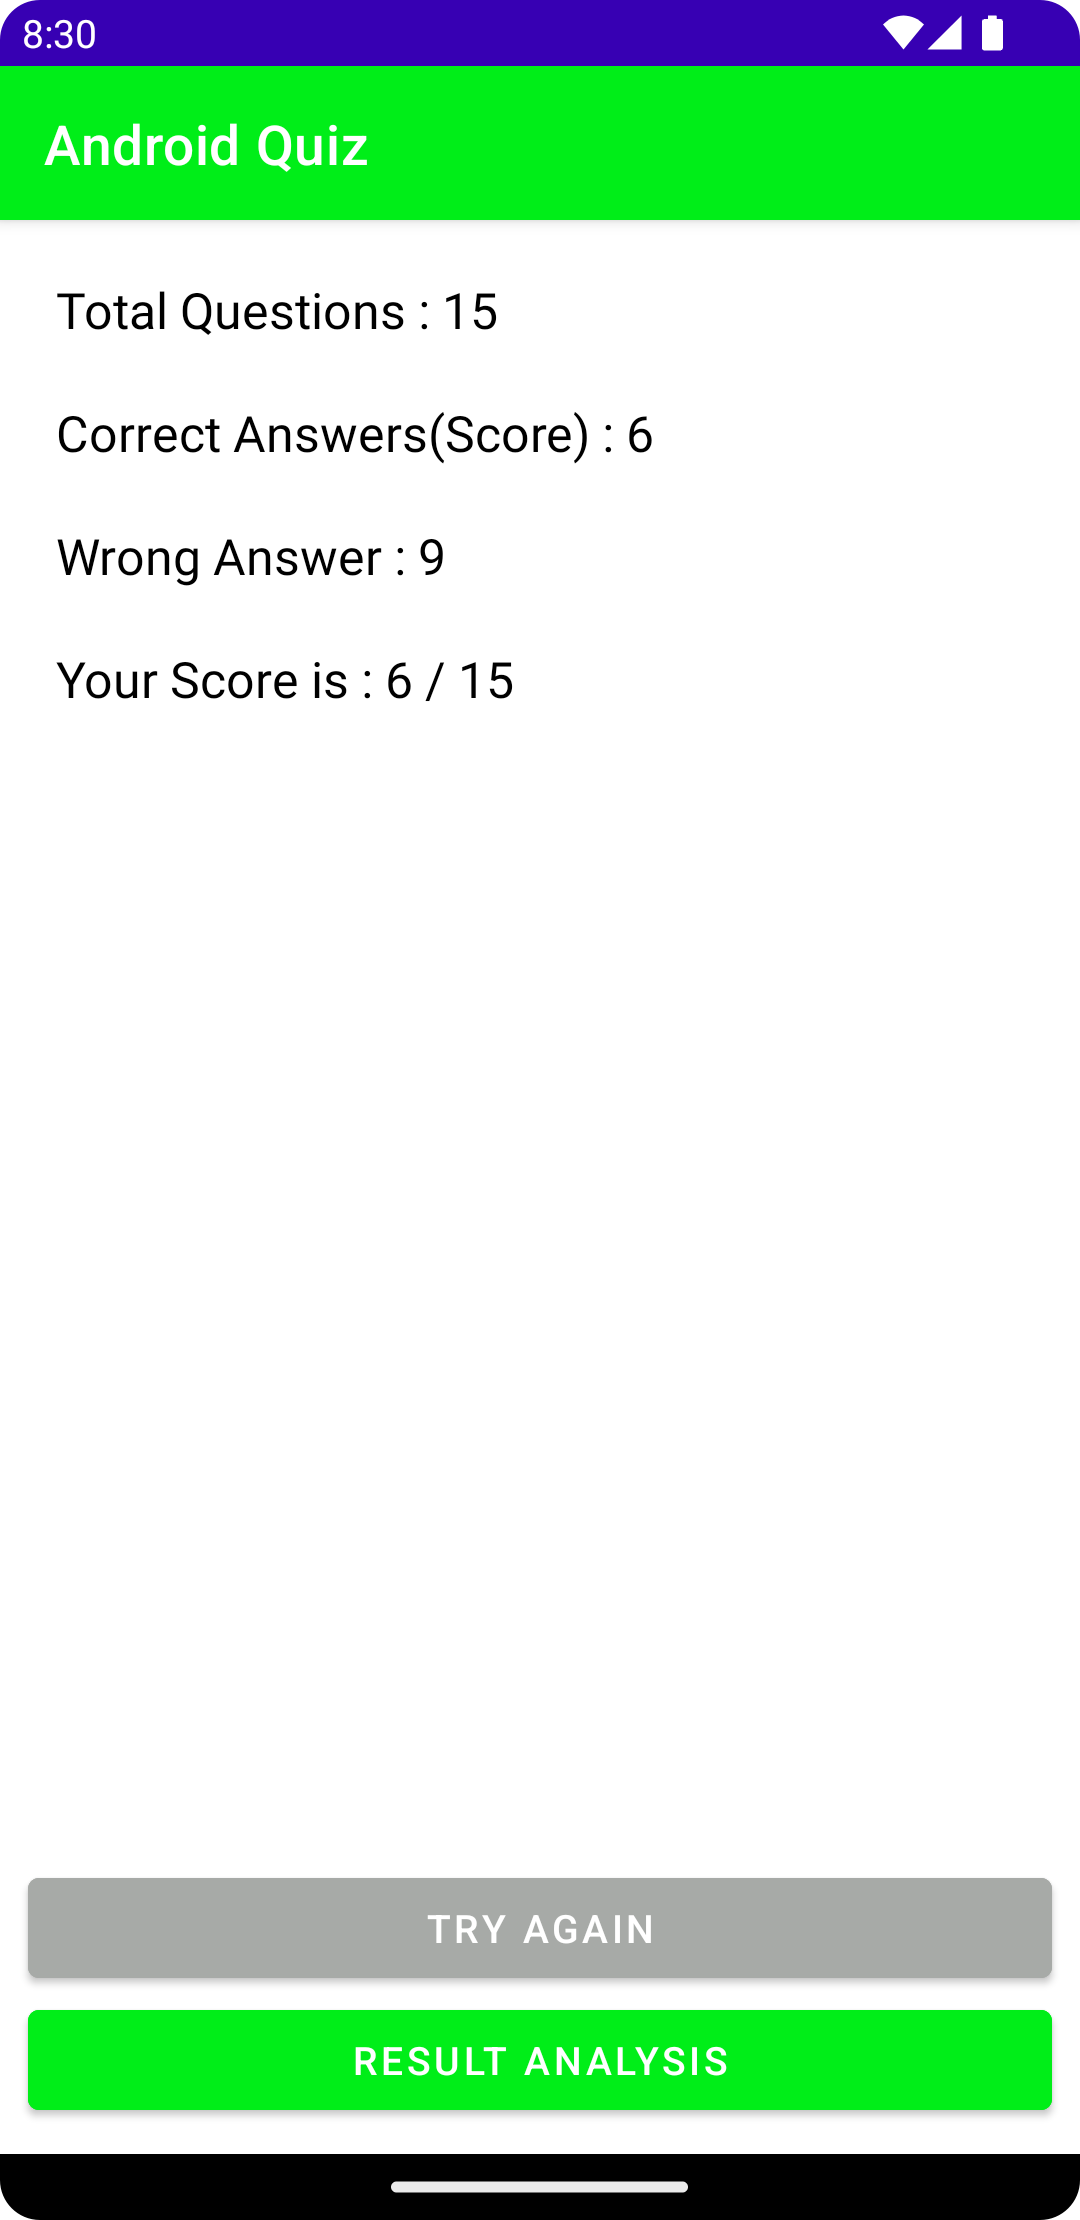 8:30
Android Quiz
Total Questions : 15
Correct Answers(Score) : 6
Wrong Answer : 9
Your Score is : 6 / 15
TRY AGAIN
RESULT ANALYSIS